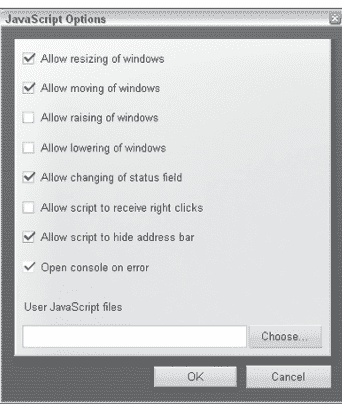 JavaScript Options
Allow resizing of windows
Allow moving of windows
Allow raising of windows
Allow lowering of windows
Allow changing of status field
Allow script to receive right clicks
Allow script to hide address bar
Open console on error
User JavaScript files
Choose...
OK Cancel